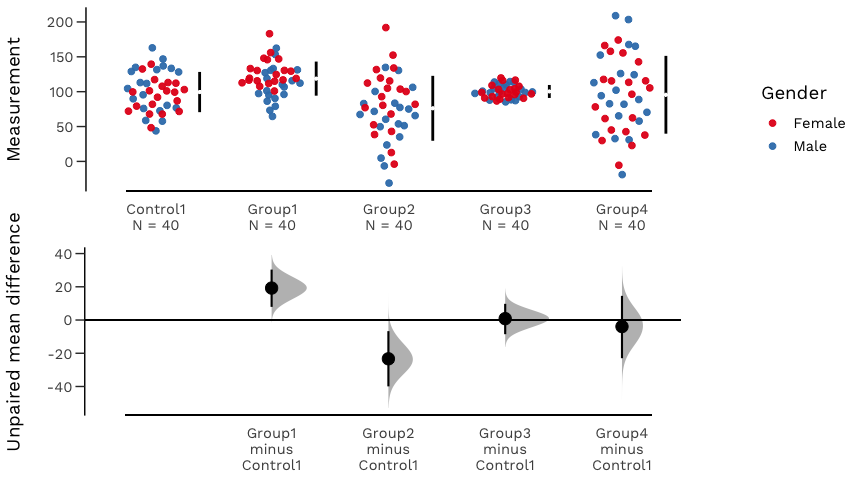 Measurement
200
150
100
50
0
Control1
N = 40
Group1
N = 40
Group2
N = 40
Group3
N = 40
Group4
N = 40
Gender
Female
Male
Unpaired mean difference
40
20
0
-20
-40
Group1
minus
Control1
Group2
minus
Control1
Group3
minus
Control1
Group4
minus
Control1